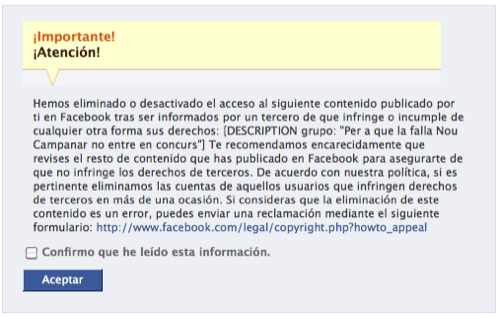 ¡Importante!
¡Atención!
Hemos eliminado o desactivado el acceso al siguiente contenido publicado por
ti en Facebook tras ser informados por un tercero de que infringe o incumple de
cualquier otra forma sus derechos: [DESCRIPTION grupo: "Per a que la falla Nou
Campanar no entre en concurs"] Te recomendamos encarecidamente que
revises el resto de contenido que has publicado en Facebook para asegurarte de
que no infringe los derechos de terceros. De acuerdo con nuestra política, si es
pertinente eliminamos las cuentas de aquellos usuarios que infringen derechos
de terceros en más de una ocasión. Si consideras que la eliminación de este
contenido es un error, puedes enviar una reclamación mediante el siguiente
formulario: http://www.facebook.com/legal/copyright.php?howto_appeal
Confirmo que he leído esta información.
Aceptar